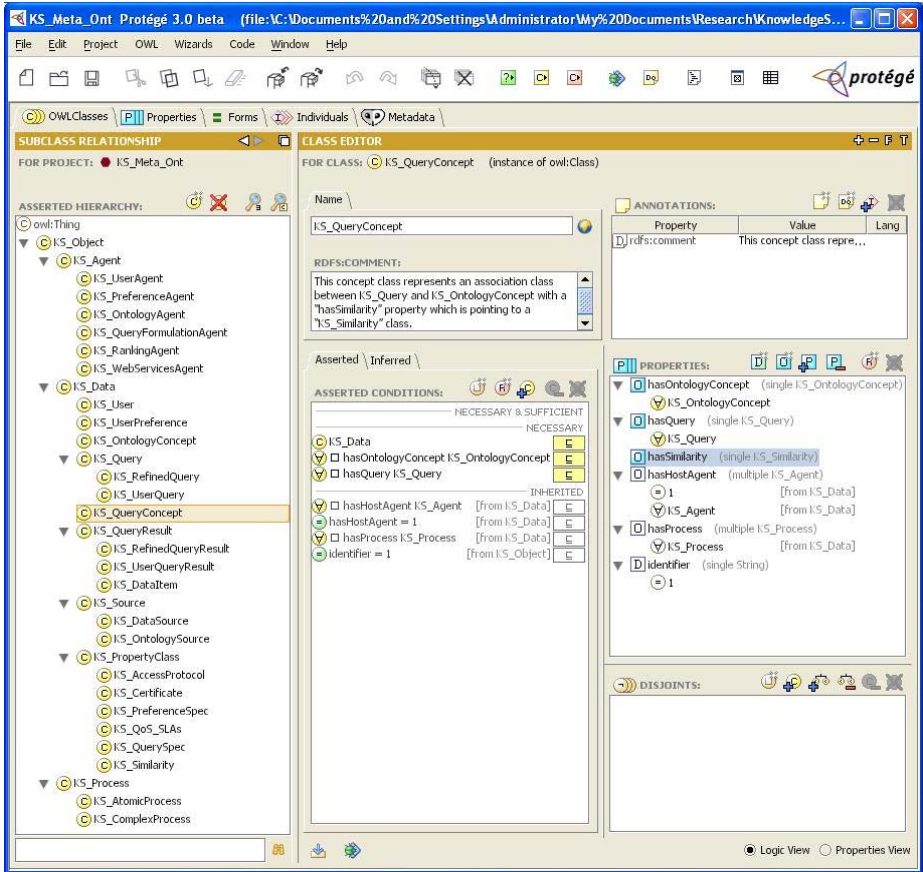 KS_Meta_Ont Protégé 3.0 beta (file:\C:\Documents%20and%20Settings\Administrator\My%20Documents\Research\KnowledgeS...
File Edit Project OWL Wizards Code Window Help
protégé
OWLClasses Properties Forms Individuals Metadata
SUBCLASS RELATIONSHIP
FOR PROJECT: KS_Meta_Ont
ASSERTED HIERARCHY:
owl:Thing
KS_Object
KS_Agent
KS_UserAgent
KS_PreferenceAgent
KS_OntologyAgent
KS_QueryFormulationAgent
KS_RankingAgent
KS_WebServicesAgent
KS_Data
KS_User
KS_UserPreference
KS_OntologyConcept
KS_Query
KS_RefinedQuery
KS_UserQuery
KS_QueryConcept
KS_QueryResult
KS_RefinedQueryResult
KS_UserQueryResult
KS_DataItem
KS_Source
KS_DataSource
KS_OntologySource
KS_PropertyClass
KS_AccessProtocol
KS_Certificate
KS_PreferenceSpec
KS_QoS_SLAs
KS_QuerySpec
KS_Similarity
KS_Process
KS_AtomicProcess
KS_ComplexProcess
CLASS EDITOR
FOR CLASS: KS_QueryConcept (instance of owl:Class)
Name
KS_QueryConcept
RDFS:COMMENT:
This concept class represents an association class
between KS_Query and KS_OntologyConcept with a
"hasSimilarity" property which is pointing to a
"KS_Similarity" class.
ANNOTATIONS:
Property Value Lang
rdfs:comment This concept class repre...
Asserted Inferred
ASSERTED CONDITIONS:
NECESSARY & SUFFICIENT
NECESSARY
KS_Data
hasOntologyConcept KS_OntologyConcept
hasQuery KS_Query
INHERITED
hasHostAgent KS_Agent [from KS_Data]
hasHostAgent = 1 [from KS_Data]
hasProcess KS_Process [from KS_Data]
identifier = 1 [from KS_Object]
PROPERTIES:
hasOntologyConcept (single KS_OntologyConcept)
KS_OntologyConcept
hasQuery (single KS_Query)
KS_Query
hasSimilarity (single KS_Similarity)
hasHostAgent (multiple KS_Agent)
1 [from KS_Data]
KS_Agent [from KS_Data]
hasProcess (multiple KS_Process)
KS_Process [from KS_Data]
identifier (single String)
1
DISJOINTS:
Logic View Properties View